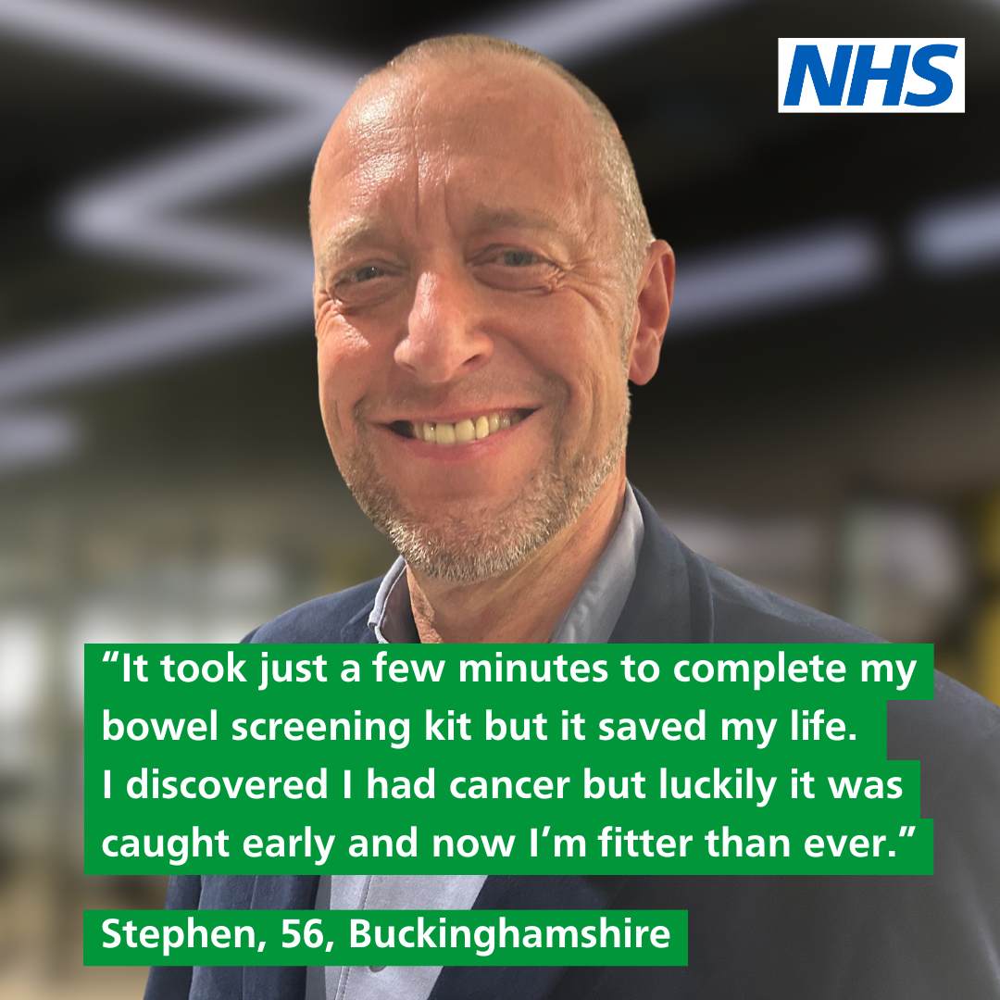 NHS
“It took just a few minutes to complete my
bowel screening kit but it saved my life.
I discovered I had cancer but luckily it was
caught early and now I’m fitter than ever.”
Stephen, 56, Buckinghamshire